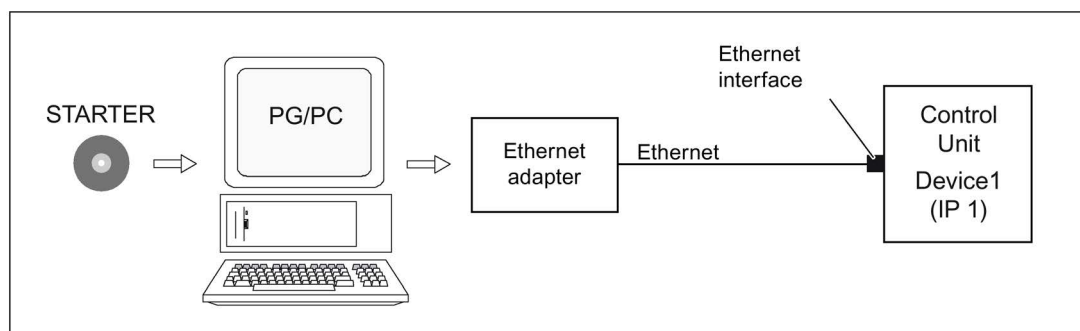 STARTER
PG/PC
Ethernet
adapter
Ethernet
Ethernet
interface
Control
Unit
Device1
(IP 1)